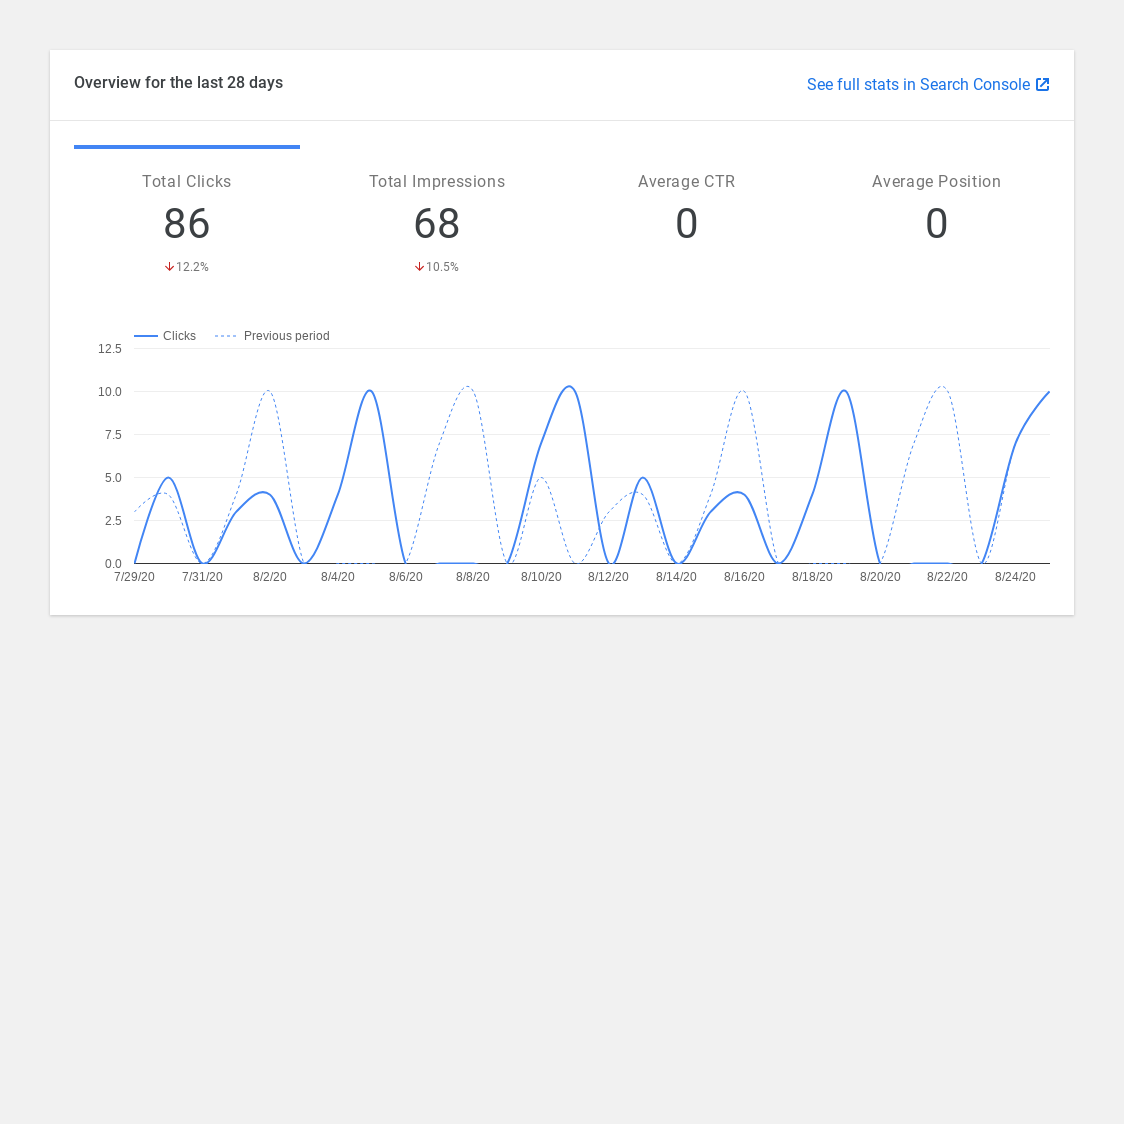 Overview for the last 28 days
See full stats in Search Console
Total Clicks
86
12.2%
Total Impressions
68
10.5%
Average CTR
0
Average Position
0
Clicks
Previous period
12.5
10.0
7.5
5.0
2.5
0.0
7/29/20 7/31/20 8/2/20 8/4/20 8/6/20 8/8/20 8/10/20 8/12/20 8/14/20 8/16/20 8/18/20 8/20/20 8/22/20 8/24/20